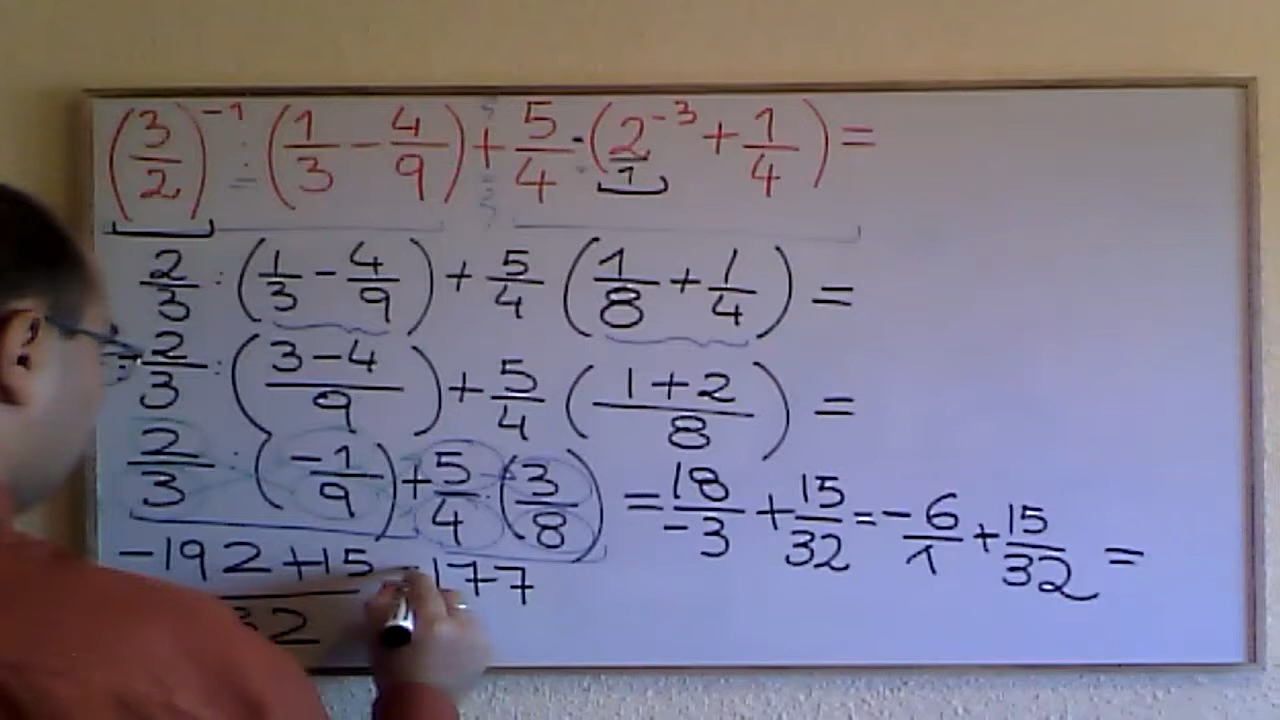 (3/2)^-1 : (1/3 - 4/9) + 5/4 · (2^-3 + 1/4) =
1
2/3 : (1/3 - 4/9) + 5/4 (1/8 + 1/4) =
2/3 : ((3-4)/9) + 5/4 ((1+2)/8) =
2/3 : (-1/9) + 5/4 · (3/8) = 18/-3 + 15/32 = -6/1 + 15/32 =
(-192+15)/32 = -177